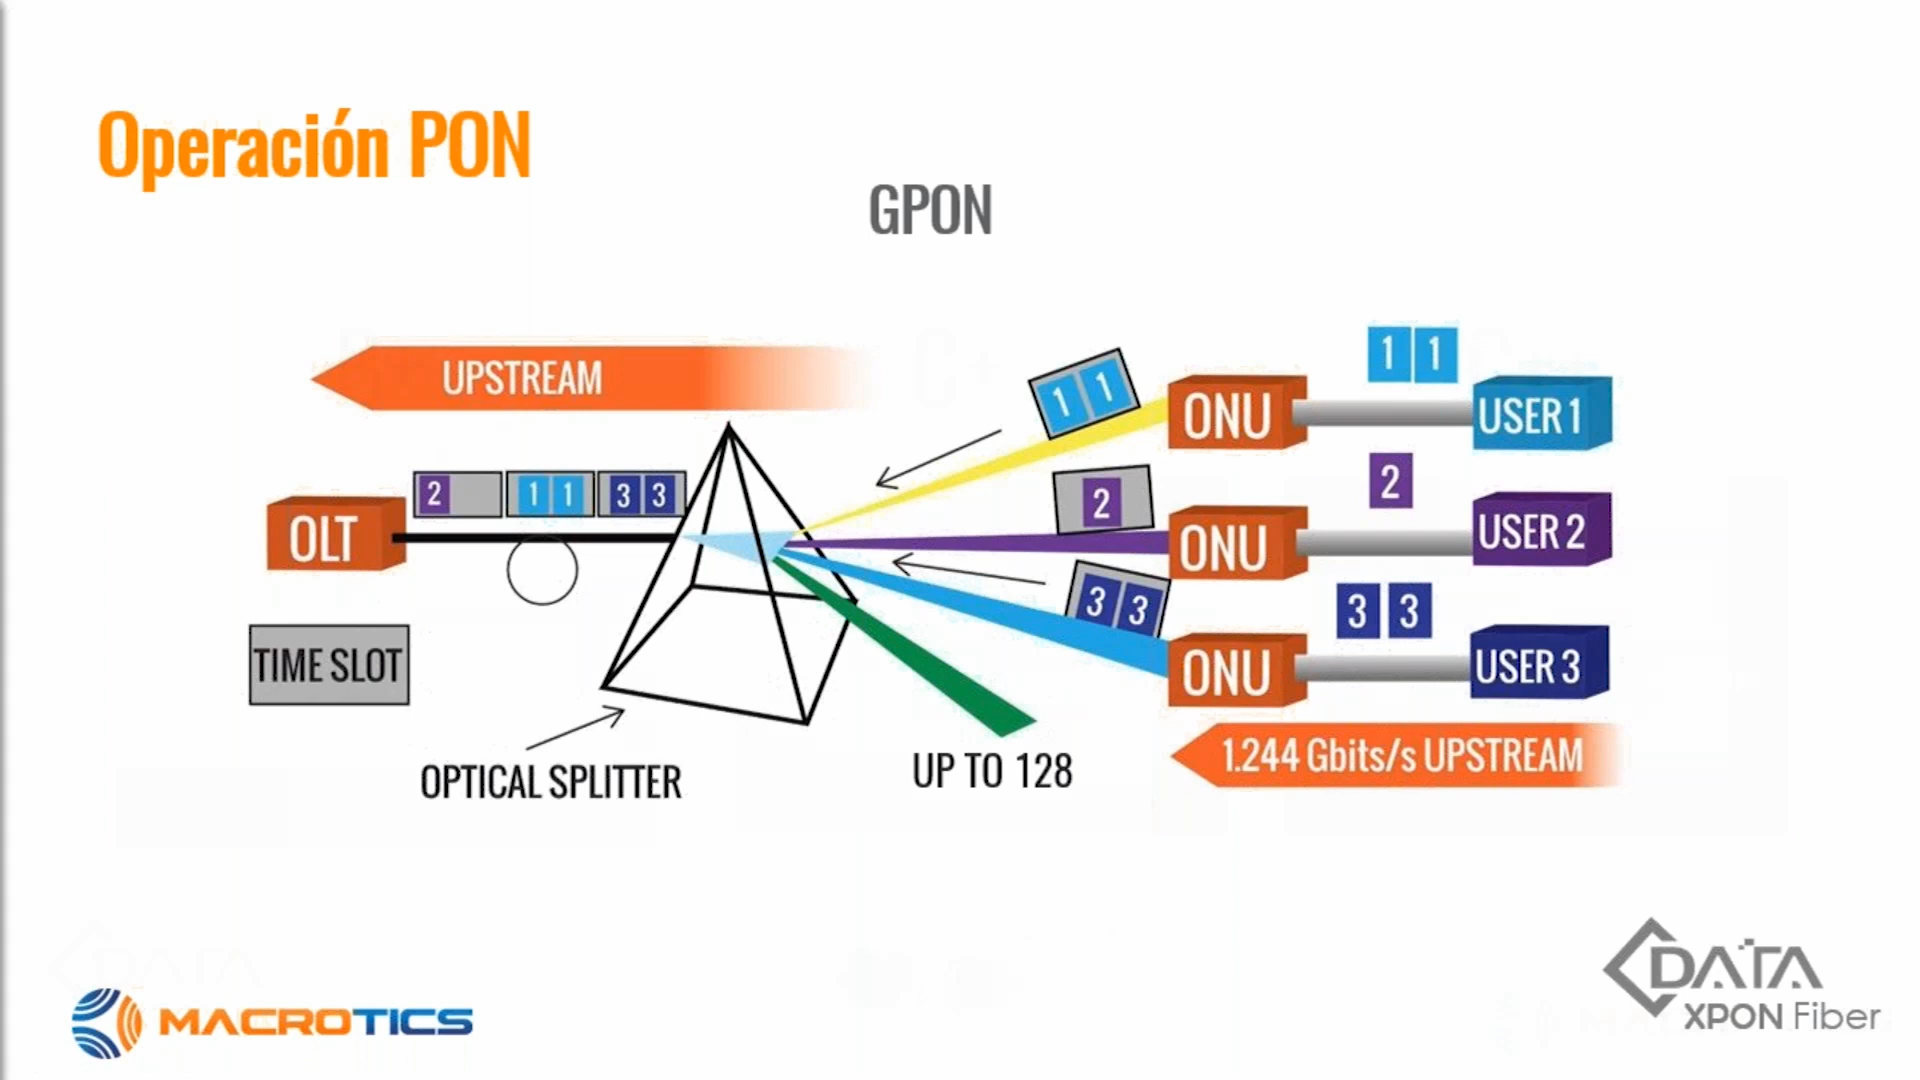 Operación PON
GPON
UPSTREAM
1 1
ONU
1 1
USER 1
OLT
2
1 1
3 3
2
ONU
2
USER 2
3 3
ONU
3 3
USER 3
TIME SLOT
OPTICAL SPLITTER
UP TO 128
1.244 Gbits/s UPSTREAM
MACROTICS
CDATA
XPON Fiber